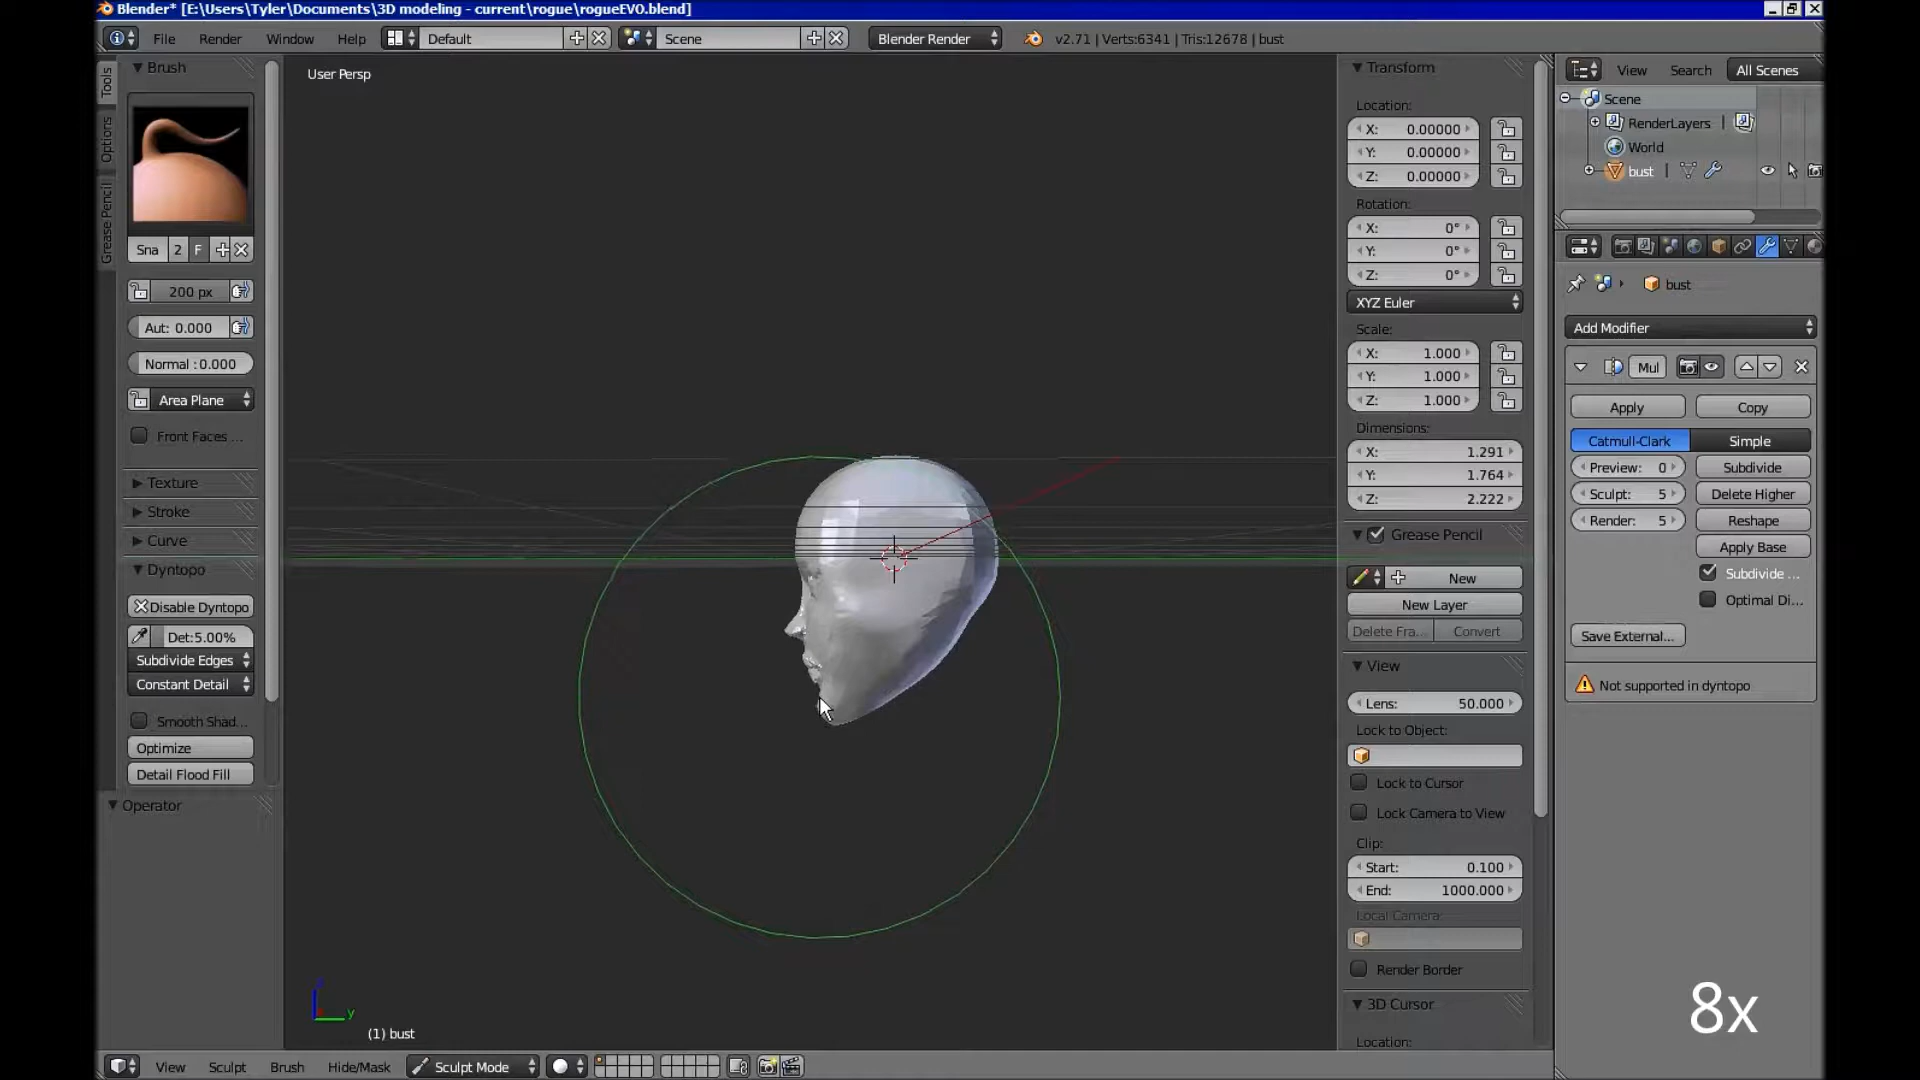 Blender* [E:\Users\Tyler\Documents\3D modeling - current\rogue\rogueEVO.blend]
File Render Window Help Default Scene Blender Render v2.71 | Verts:6341 | Tris:12678 | bust
Tools
Options
Grease Pencil
Brush
Sna 2 F
200 px
Aut: 0.000
Normal : 0.000
Area Plane
Front Faces ...
Texture
Stroke
Curve
Dyntopo
Disable Dyntopo
Det:5.00%
Subdivide Edges
Constant Detail
Smooth Shad...
Optimize
Detail Flood Fill
Operator
User Persp
z
y
(1) bust
Transform
Location:
X: 0.00000
Y: 0.00000
Z: 0.00000
Rotation:
X: 0°
Y: 0°
Z: 0°
XYZ Euler
Scale:
X: 1.000
Y: 1.000
Z: 1.000
Dimensions:
X: 1.291
Y: 1.764
Z: 2.222
Grease Pencil
New
New Layer
Delete Fra... Convert
View
Lens: 50.000
Lock to Object:
Lock to Cursor
Lock Camera to View
Clip:
Start: 0.100
End: 1000.000
Local Camera:
Render Border
3D Cursor
Location:
View Search All Scenes
Scene
RenderLayers |
World
bust |
bust
Add Modifier
Mul
Apply Copy
Catmull-Clark Simple
Preview: 0 Subdivide
Sculpt: 5 Delete Higher
Render: 5 Reshape
Apply Base
Subdivide ...
Optimal Di...
Save External...
Not supported in dyntopo
8x
View Sculpt Brush Hide/Mask Sculpt Mode